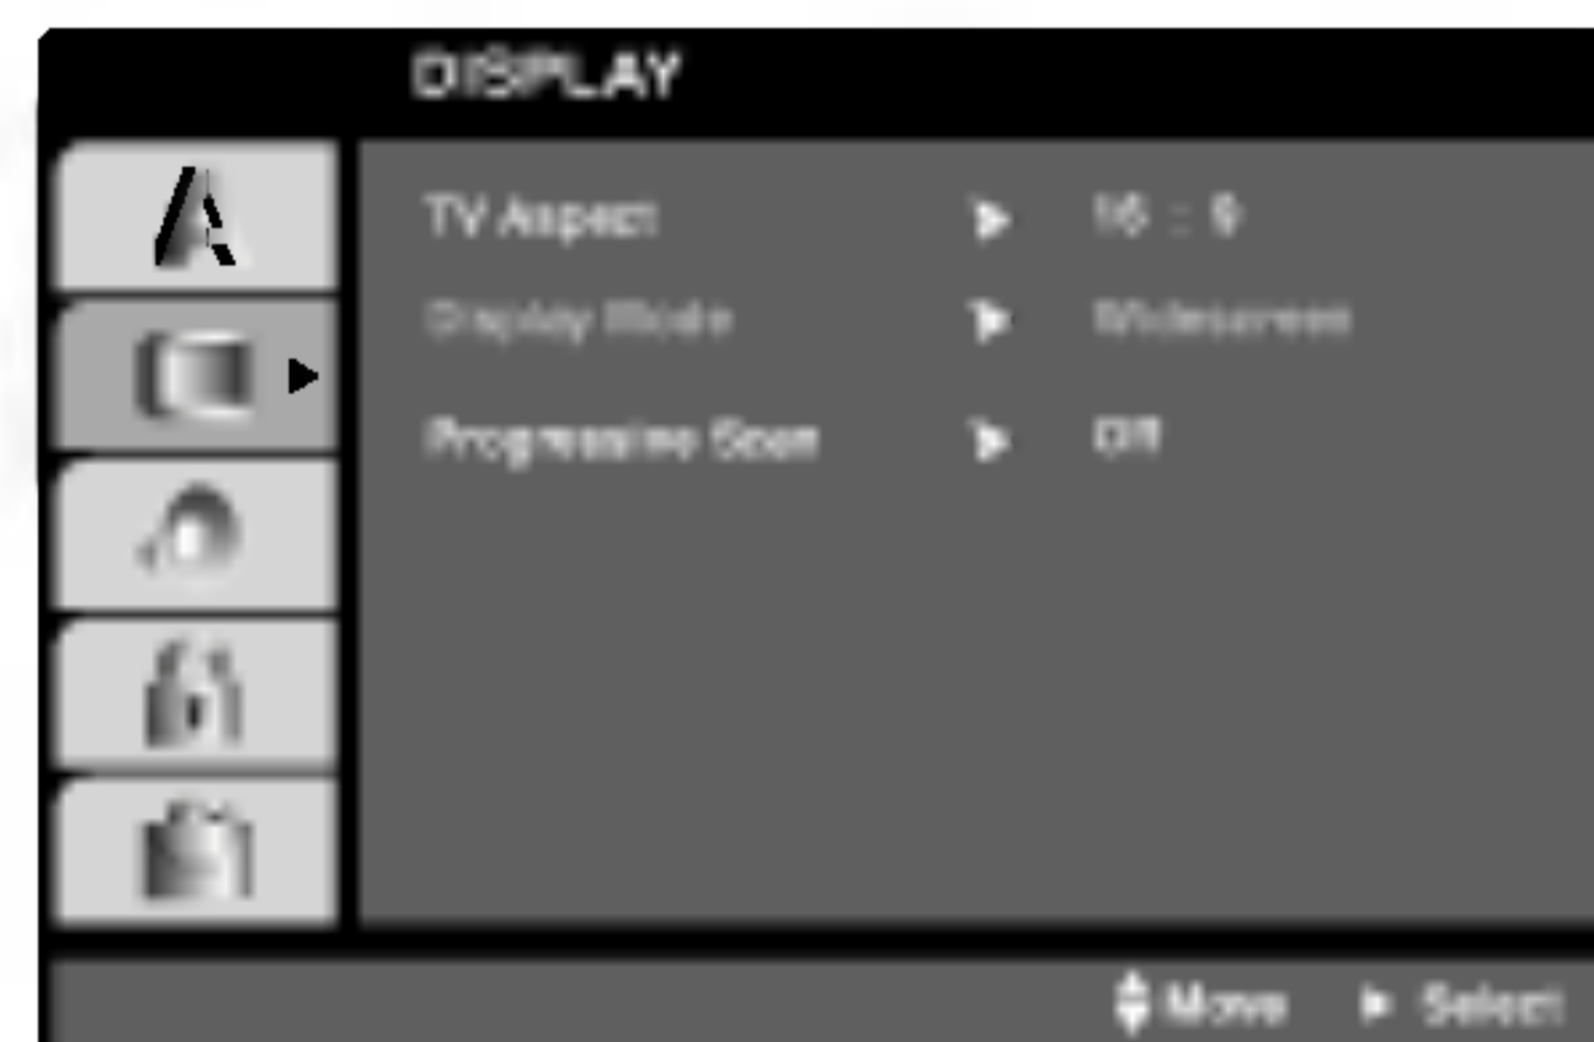 DISPLAY
TV Aspect 16 : 9
Display Mode Widescreen
Progressive Scan Off
Move Select